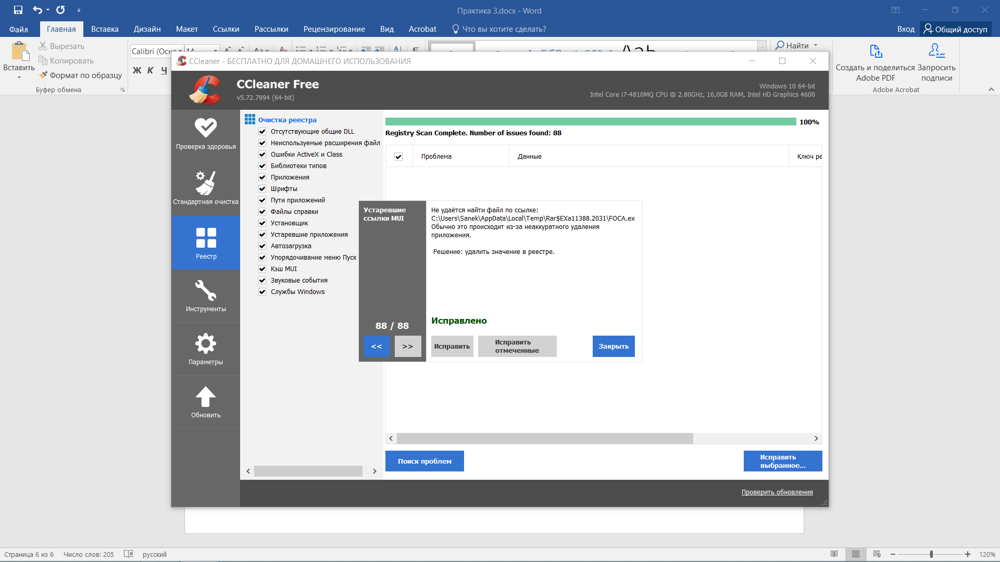 Практика 3.docx - Word
Файл
Главная
Вставка
Дизайн
Макет
Ссылки
Рассылки
Рецензирование
Вид
Acrobat
Что вы хотите сделать?
Вход
Общий доступ
Вставить
Вырезать
Копировать
Формат по образцу
Буфер обмена
Calibri (Осно
14
Ж К Ч
Найти
Создать и поделиться
Adobe PDF
Запросить
подписи
Adobe Acrobat
CCleaner - БЕСПЛАТНО ДЛЯ ДОМАШНЕГО ИСПОЛЬЗОВАНИЯ
CCleaner Free
v5.72.7994 (64-bit)
Windows 10 64-bit
Intel Core i7-4810MQ CPU @ 2.80GHz, 16,0GB RAM, Intel HD Graphics 4600
Проверка здоровья
Стандартная очистка
Реестр
Инструменты
Параметры
Обновить
Очистка реестра
Отсутствующие общие DLL
Неиспользуемые расширения файл
Ошибки ActiveX и Class
Библиотеки типов
Приложения
Шрифты
Пути приложений
Файлы справки
Установщик
Устаревшие приложения
Автозагрузка
Упорядочивание меню Пуск
Кэш MUI
Звуковые события
Службы Windows
100%
Registry Scan Complete. Number of issues found: 88
Проблема
Данные
Ключ ре
Устаревшие
ссылки MUI
88 / 88
<<
>>
Не удаётся найти файл по ссылке:
C:\Users\Sanek\AppData\Local\Temp\Rar$EXa11388.2031\FOCA.ex
Обычно это происходит из-за неаккуратного удаления
приложения.
Решение: удалить значение в реестре.
Исправлено
Исправить
Исправить
отмеченные
Закрыть
Поиск проблем
Исправить
выбранное...
Проверить обновления
Страница 6 из 6
Число слов: 205
русский
120%